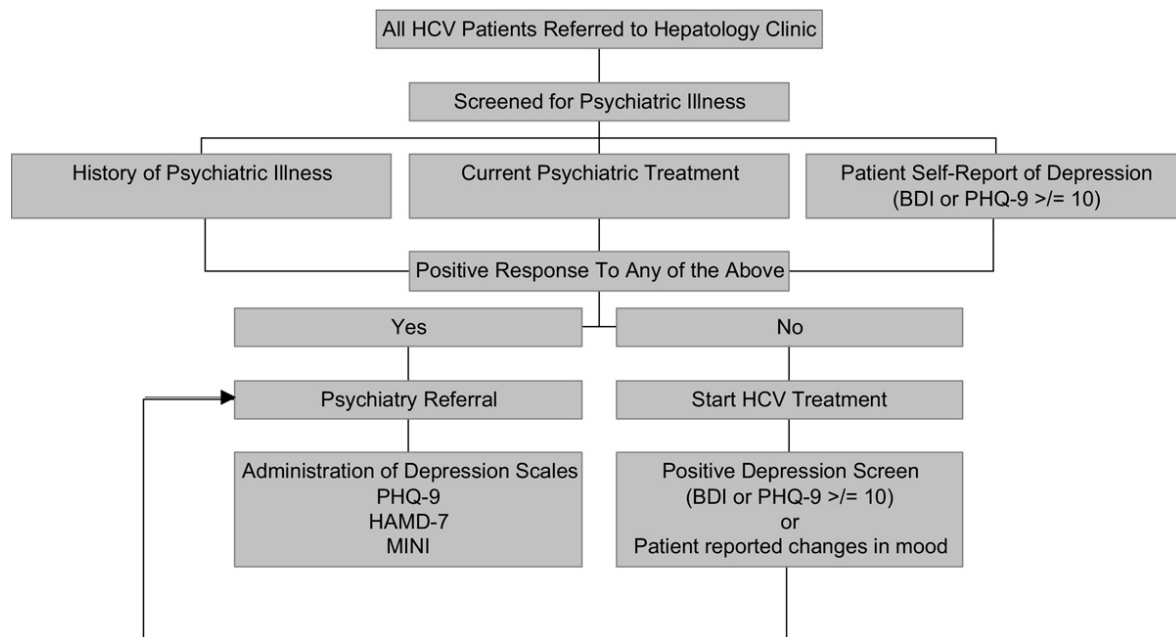 All HCV Patients Referred to Hepatology Clinic
Screened for Psychiatric Illness
History of Psychiatric Illness
Current Psychiatric Treatment
Patient Self-Report of Depression
(BDI or PHQ-9 >/= 10)
Positive Response To Any of the Above
Yes
No
Psychiatry Referral
Start HCV Treatment
Administration of Depression Scales
PHQ-9
HAMD-7
MINI
Positive Depression Screen
(BDI or PHQ-9 >/= 10)
or
Patient reported changes in mood